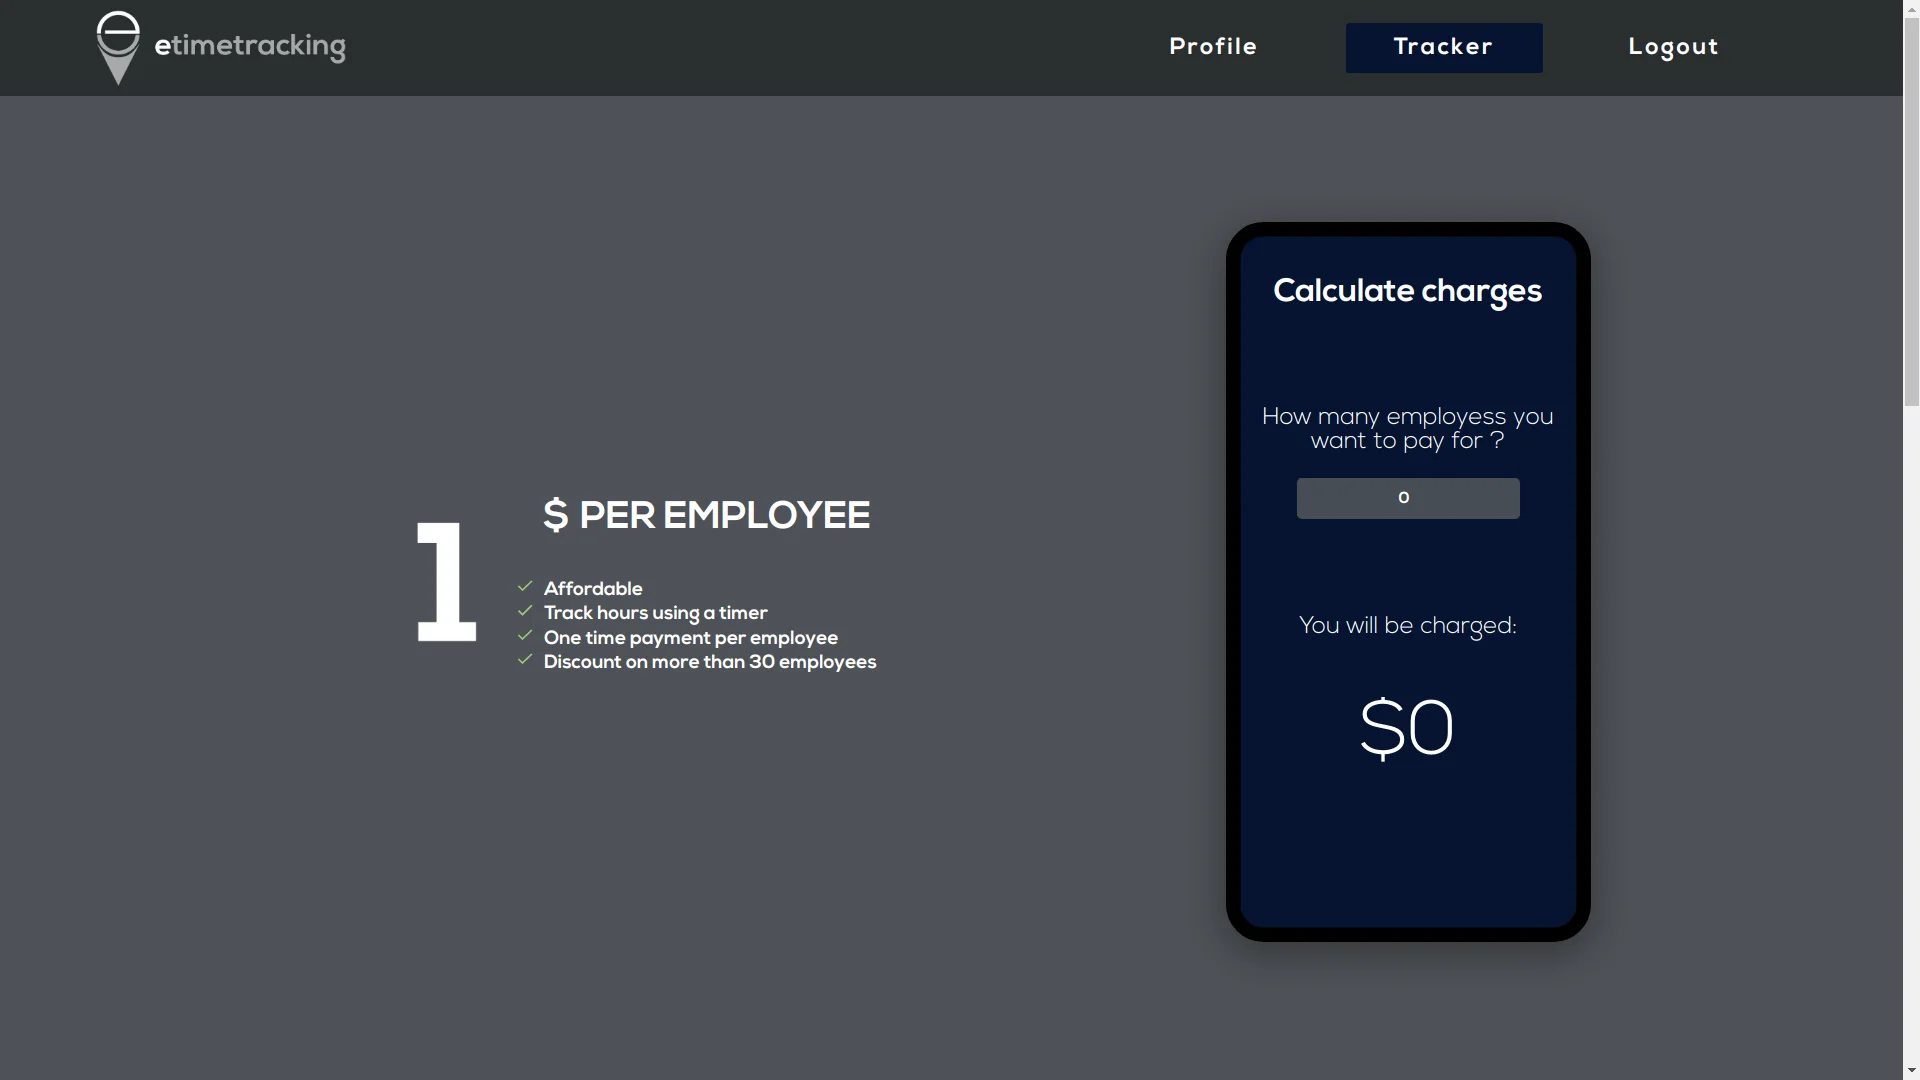 etimetracking
Profile
Tracker
Logout
1
$ PER EMPLOYEE
Affordable
Track hours using a timer
One time payment per employee
Discount on more than 30 employees
Calculate charges
How many employess you
want to pay for ?
0
You will be charged:
$0